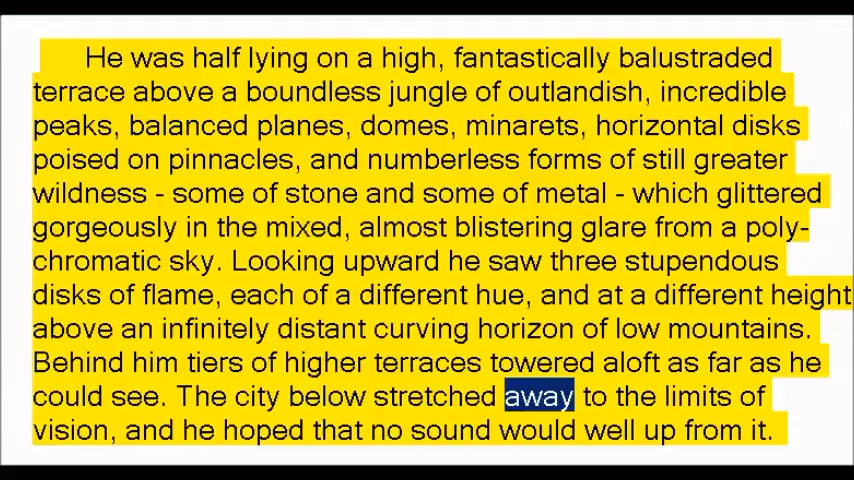 He was half lying on a high, fantastically balustraded
terrace above a boundless jungle of outlandish, incredible
peaks, balanced planes, domes, minarets, horizontal disks
poised on pinnacles, and numberless forms of still greater
wildness - some of stone and some of metal - which glittered
gorgeously in the mixed, almost blistering glare from a poly-
chromatic sky. Looking upward he saw three stupendous
disks of flame, each of a different hue, and at a different height
above an infinitely distant curving horizon of low mountains.
Behind him tiers of higher terraces towered aloft as far as he
could see. The city below stretched away to the limits of
vision, and he hoped that no sound would well up from it.